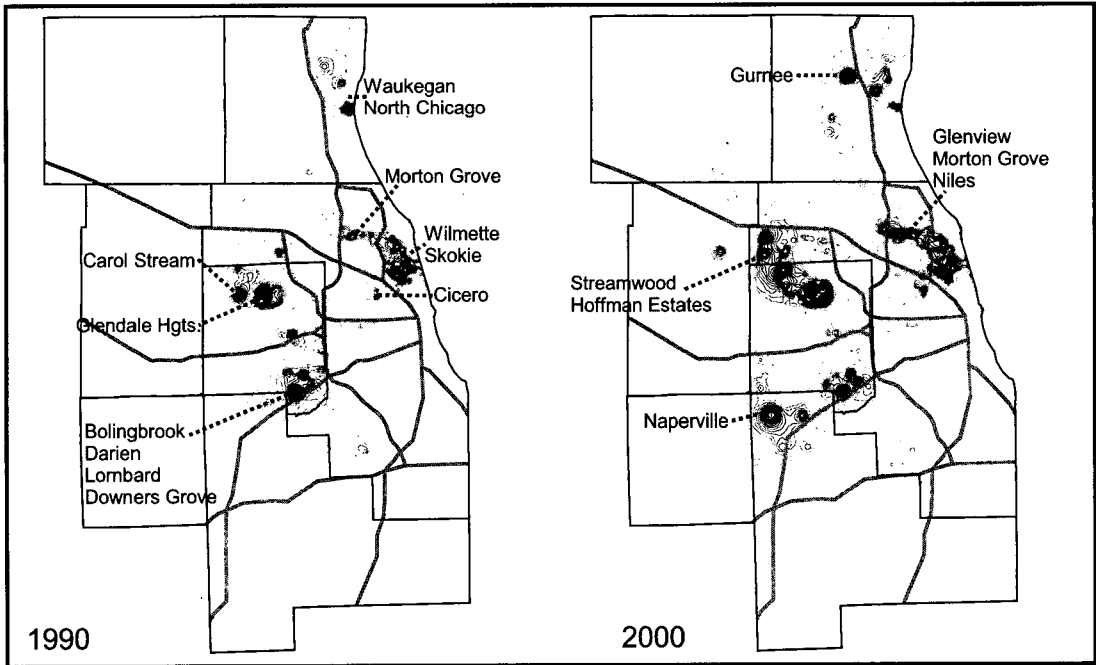 Waukegan
North Chicago
Morton Grove
Wilmette
Skokie
Carol Stream
Cicero
Glendale Hgts.
Bolingbrook
Darien
Lornbard
Downers Grove
1990
Gurnee
Glenview
Morton Grove
Niles
Streamwood
Hoffman Estates
Naperville
2000